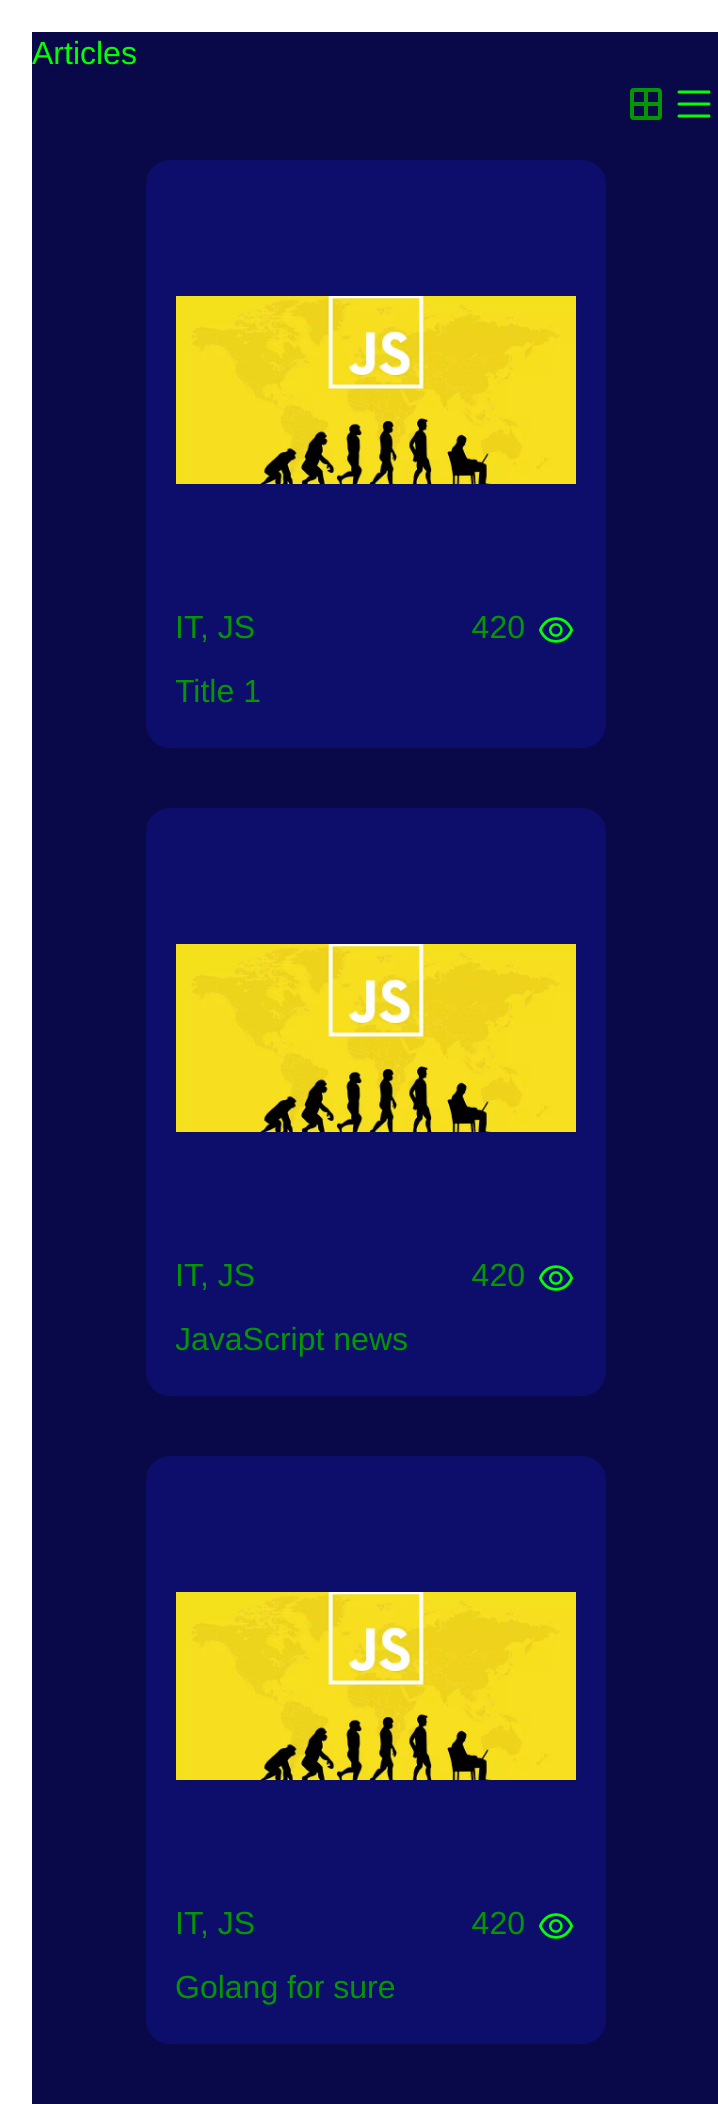 Articles
JS
IT, JS 420
Title 1
JS
IT, JS 420
JavaScript news
JS
IT, JS 420
Golang for sure